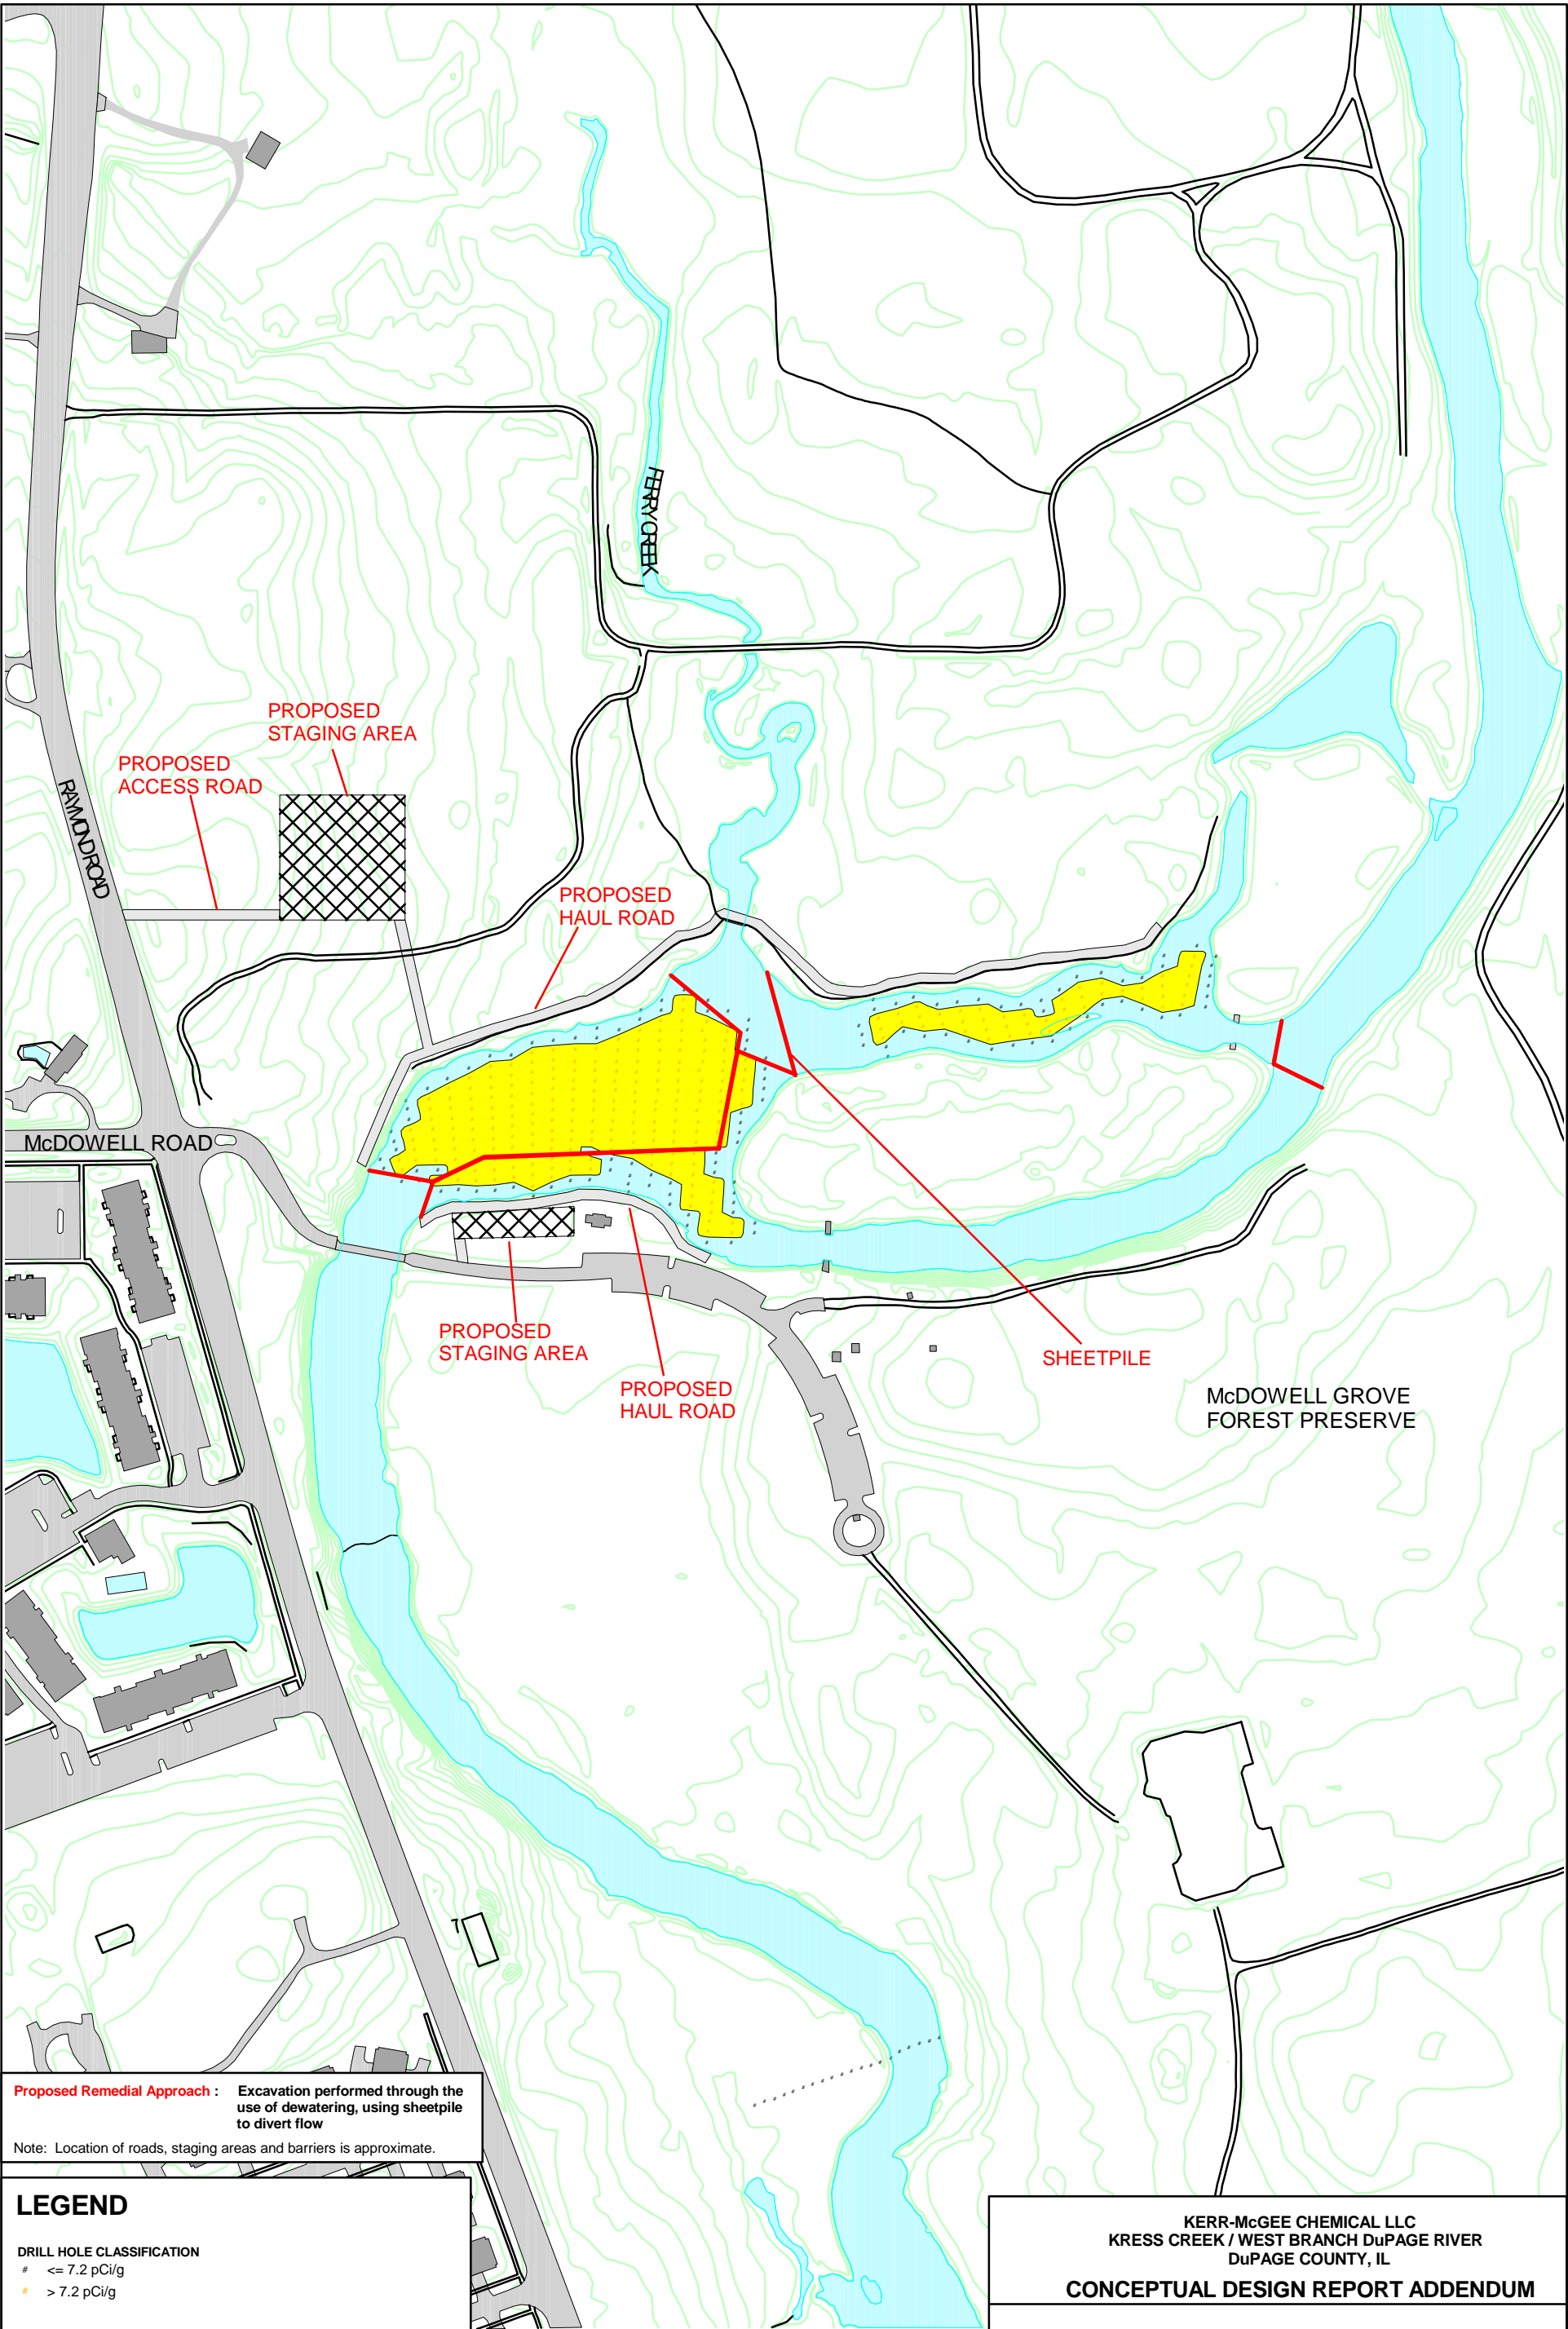 FERRY CREEK
PROPOSED
STAGING AREA
PROPOSED
ACCESS ROAD
RAYMOND ROAD
PROPOSED
HAUL ROAD
McDOWELL ROAD
PROPOSED
STAGING AREA
PROPOSED
HAUL ROAD
SHEETPILE
McDOWELL GROVE
FOREST PRESERVE
Proposed Remedial Approach : Excavation performed through the
use of dewatering, using sheetpile
to divert flow
Note: Location of roads, staging areas and barriers is approximate.
LEGEND
DRILL HOLE CLASSIFICATION
# <= 7.2 pCi/g
# > 7.2 pCi/g
KERR-McGEE CHEMICAL LLC
KRESS CREEK / WEST BRANCH DuPAGE RIVER
DuPAGE COUNTY, IL
CONCEPTUAL DESIGN REPORT ADDENDUM